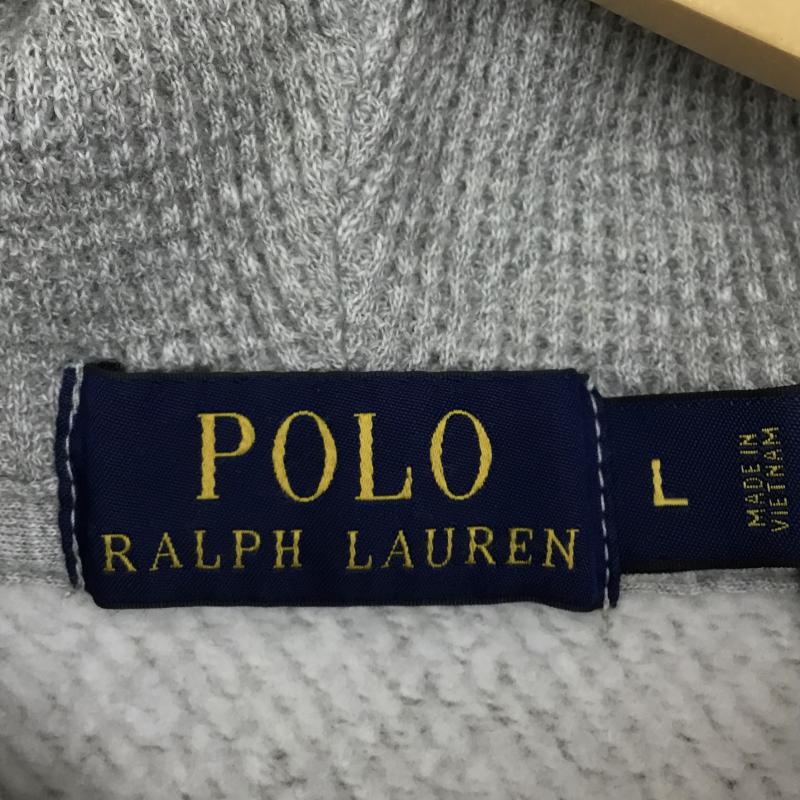 POLO
RALPH LAUREN
L
MADE IN
VIETNAM